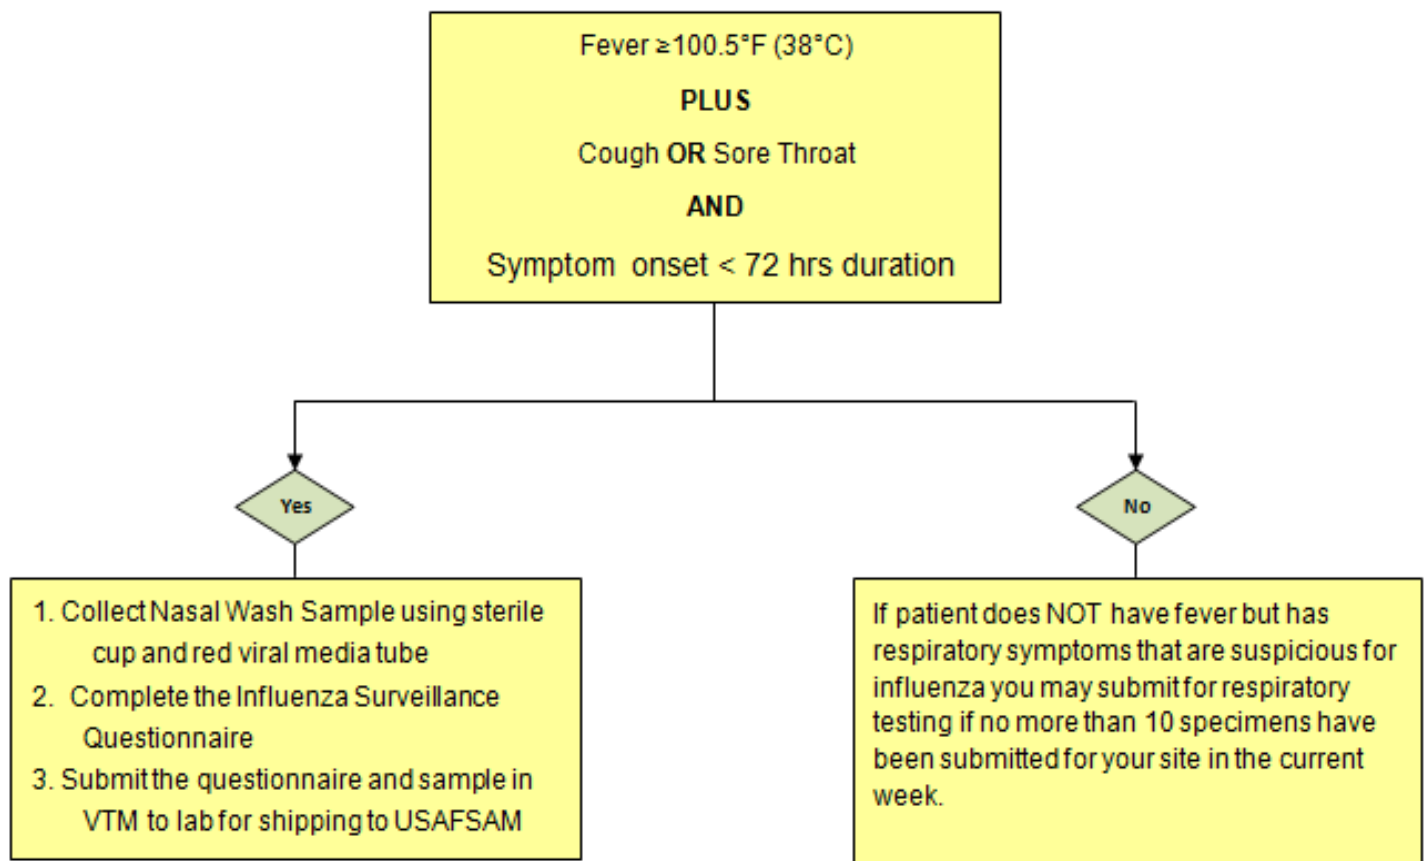 Fever ≥100.5°F (38°C)
PLUS
Cough OR Sore Throat
AND
Symptom onset < 72 hrs duration
Yes
No
1. Collect Nasal Wash Sample using sterile
cup and red viral media tube
2. Complete the Influenza Surveillance
Questionnaire
3. Submit the questionnaire and sample in
VTM to lab for shipping to USAFSAM
If patient does NOT have fever but has
respiratory symptoms that are suspicious for
influenza you may submit for respiratory
testing if no more than 10 specimens have
been submitted for your site in the current
week.